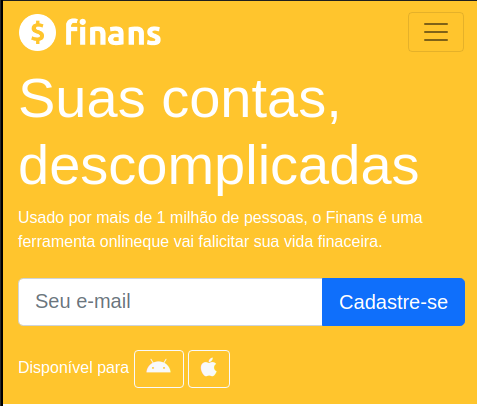 $ finans
Suas contas,
descomplicadas
Usado por mais de 1 milhão de pessoas, o Finans é uma
ferramenta onlineque vai falicitar sua vida finaceira.
Seu e-mail Cadastre-se
Disponível para